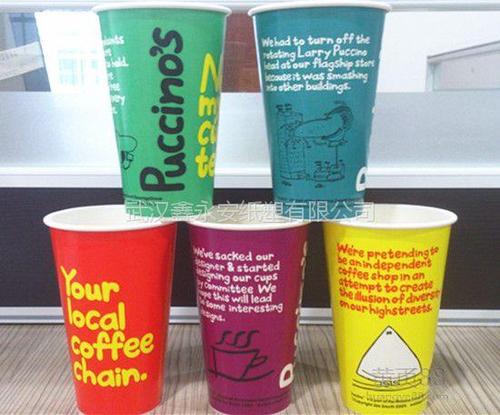 Puccino's
We had to turn off the
rotating Larry Puccino
head at our flagship store
because it was smashing
into other buildings.
武汉鑫永安纸塑有限公司
Your
local
coffee
chain.
We've sacked our
designer & started
designing our cups
by Committee. We
hope this will lead
to some interesting
designs.
We're pretending to
be an independent
coffee shop in an
attempt to create
the illusion of diversity
on our highstreets.